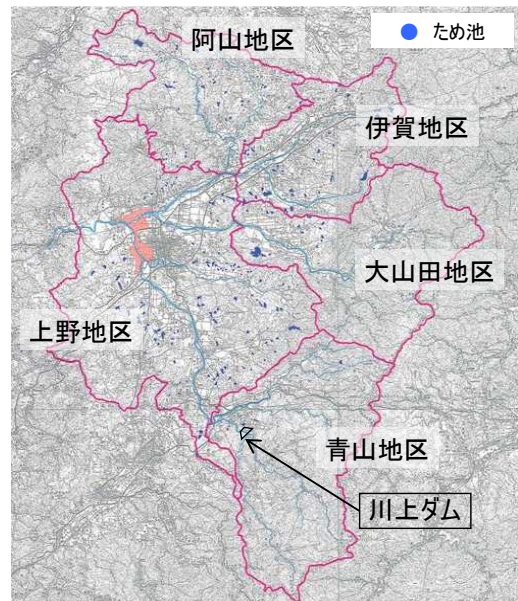 阿山地区
ため池
伊賀地区
大山田地区
上野地区
青山地区
川上ダム